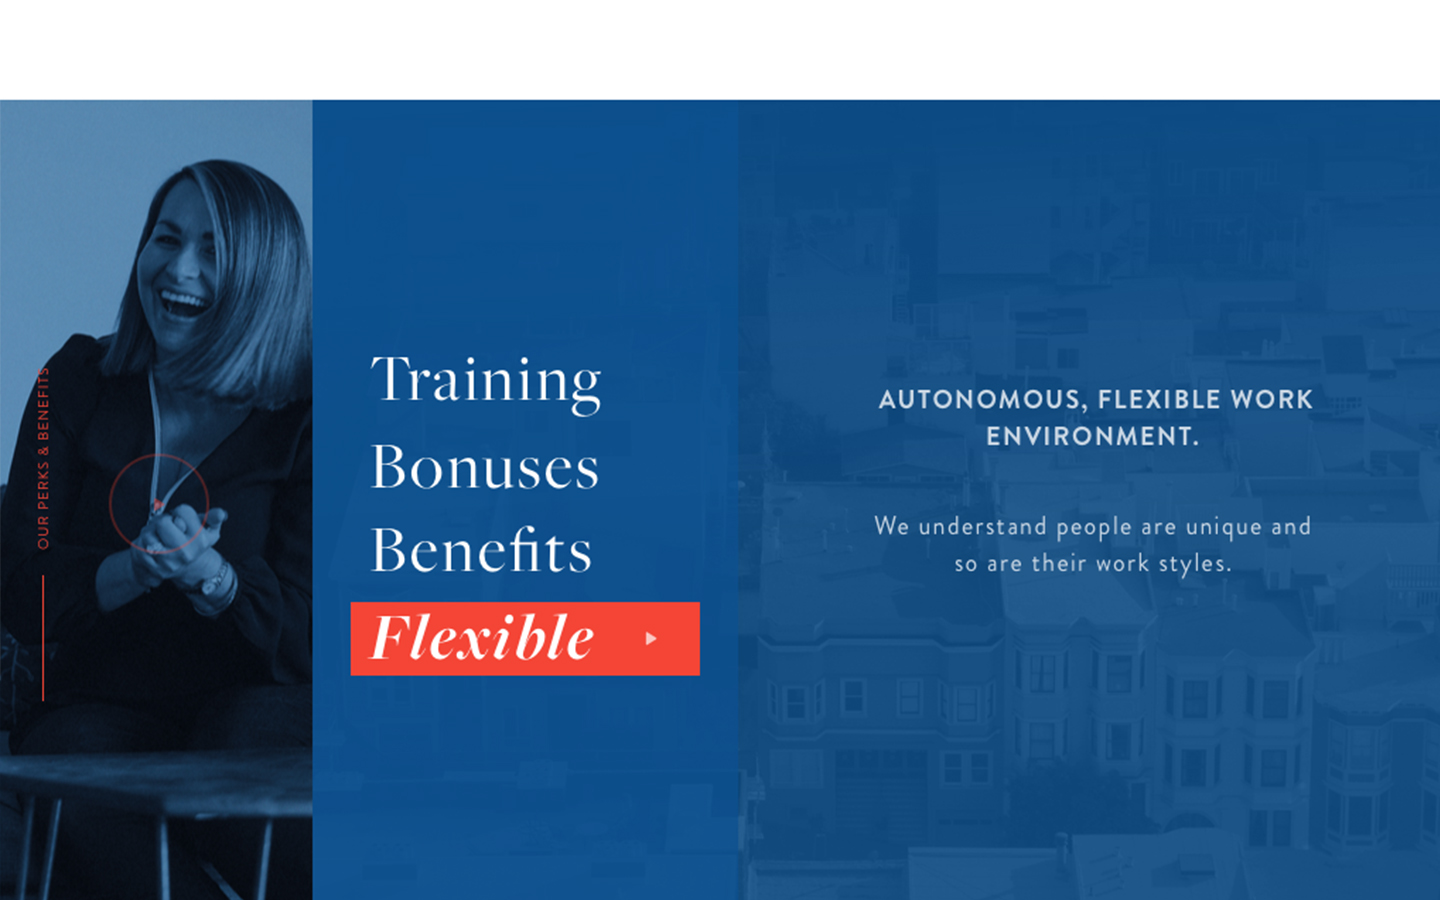 OUR PERKS & BENEFITS
Training
Bonuses
Benefits
Flexible
AUTONOMOUS, FLEXIBLE WORK
ENVIRONMENT.
We understand people are unique and
so are their work styles.